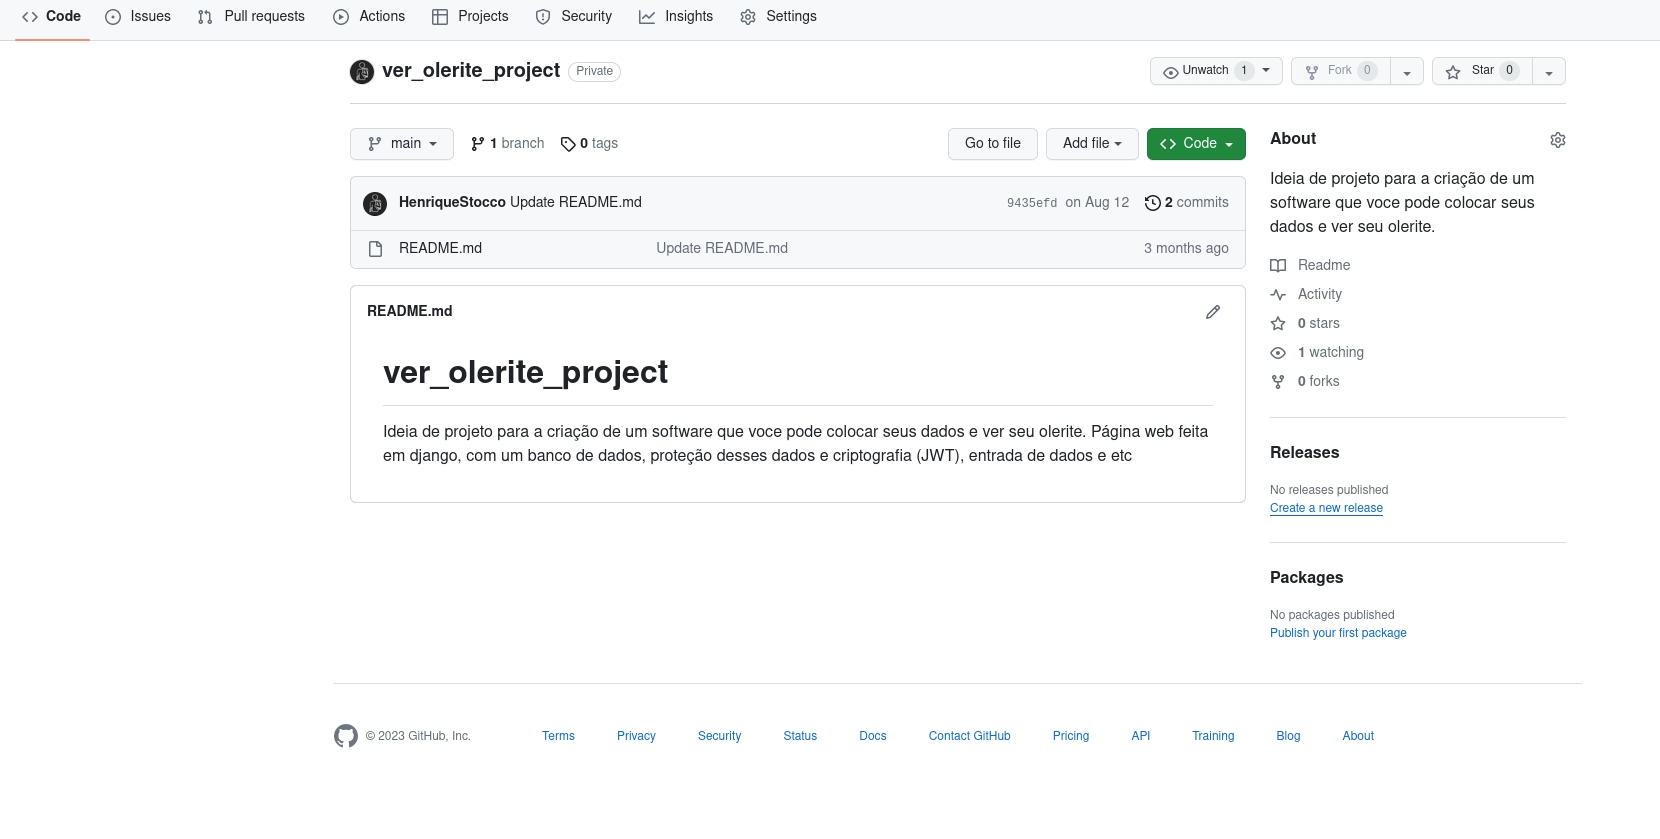 Code Issues Pull requests Actions Projects Security Insights Settings
ver_olerite_project Private Unwatch 1 Fork 0 Star 0
main 1 branch 0 tags Go to file Add file Code
HenriqueStocco Update README.md 9435efd on Aug 12 2 commits
README.md Update README.md 3 months ago
README.md
ver_olerite_project
Ideia de projeto para a criação de um software que voce pode colocar seus dados e ver seu olerite. Página web feita
em django, com um banco de dados, proteção desses dados e criptografia (JWT), entrada de dados e etc
About
Ideia de projeto para a criação de um
software que voce pode colocar seus
dados e ver seu olerite.
Readme
Activity
0 stars
1 watching
0 forks
Releases
No releases published
Create a new release
Packages
No packages published
Publish your first package
© 2023 GitHub, Inc. Terms Privacy Security Status Docs Contact GitHub Pricing API Training Blog About